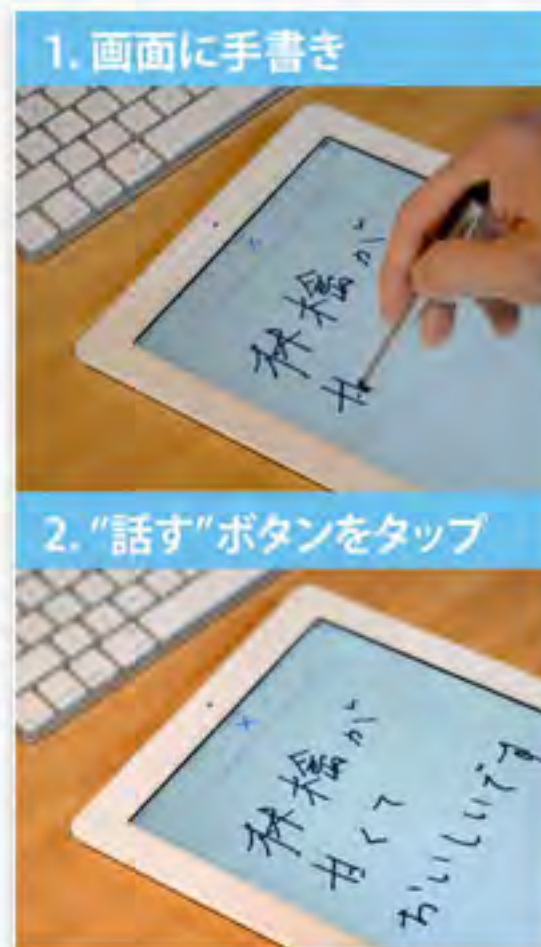 1. 画面に手書き
林檎が
甘
2. "話す"ボタンをタップ
林檎が
甘くて
おいしいです